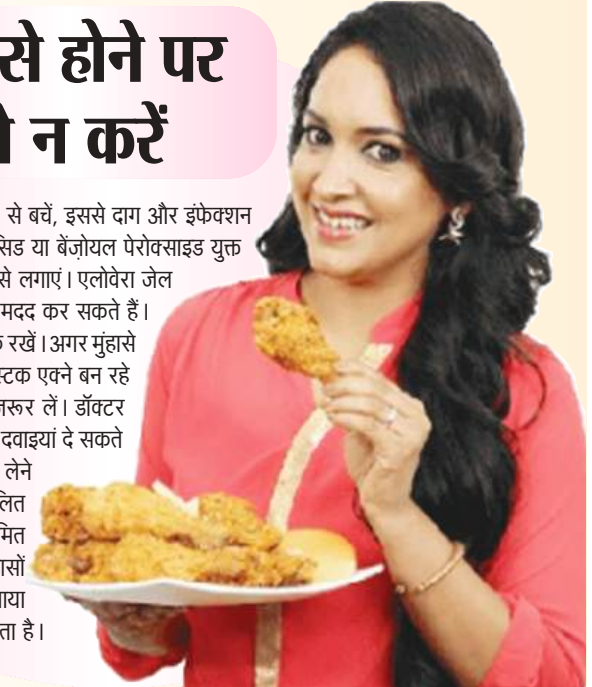 से होने पर
न करें
से बचें, इससे दाग और इंफेक्शन
सिड या बेंज़ोयल पेरोक्साइड युक्त
से लगाएं। एलोवेरा जेल
मदद कर सकते हैं।
रखें। अगर मुंहासे
स्टिक एक्ने बन रहे
जरूर लें। डॉक्टर
दवाइयां दे सकते
लेने
लित
मित
ासों
ाया
ता है।